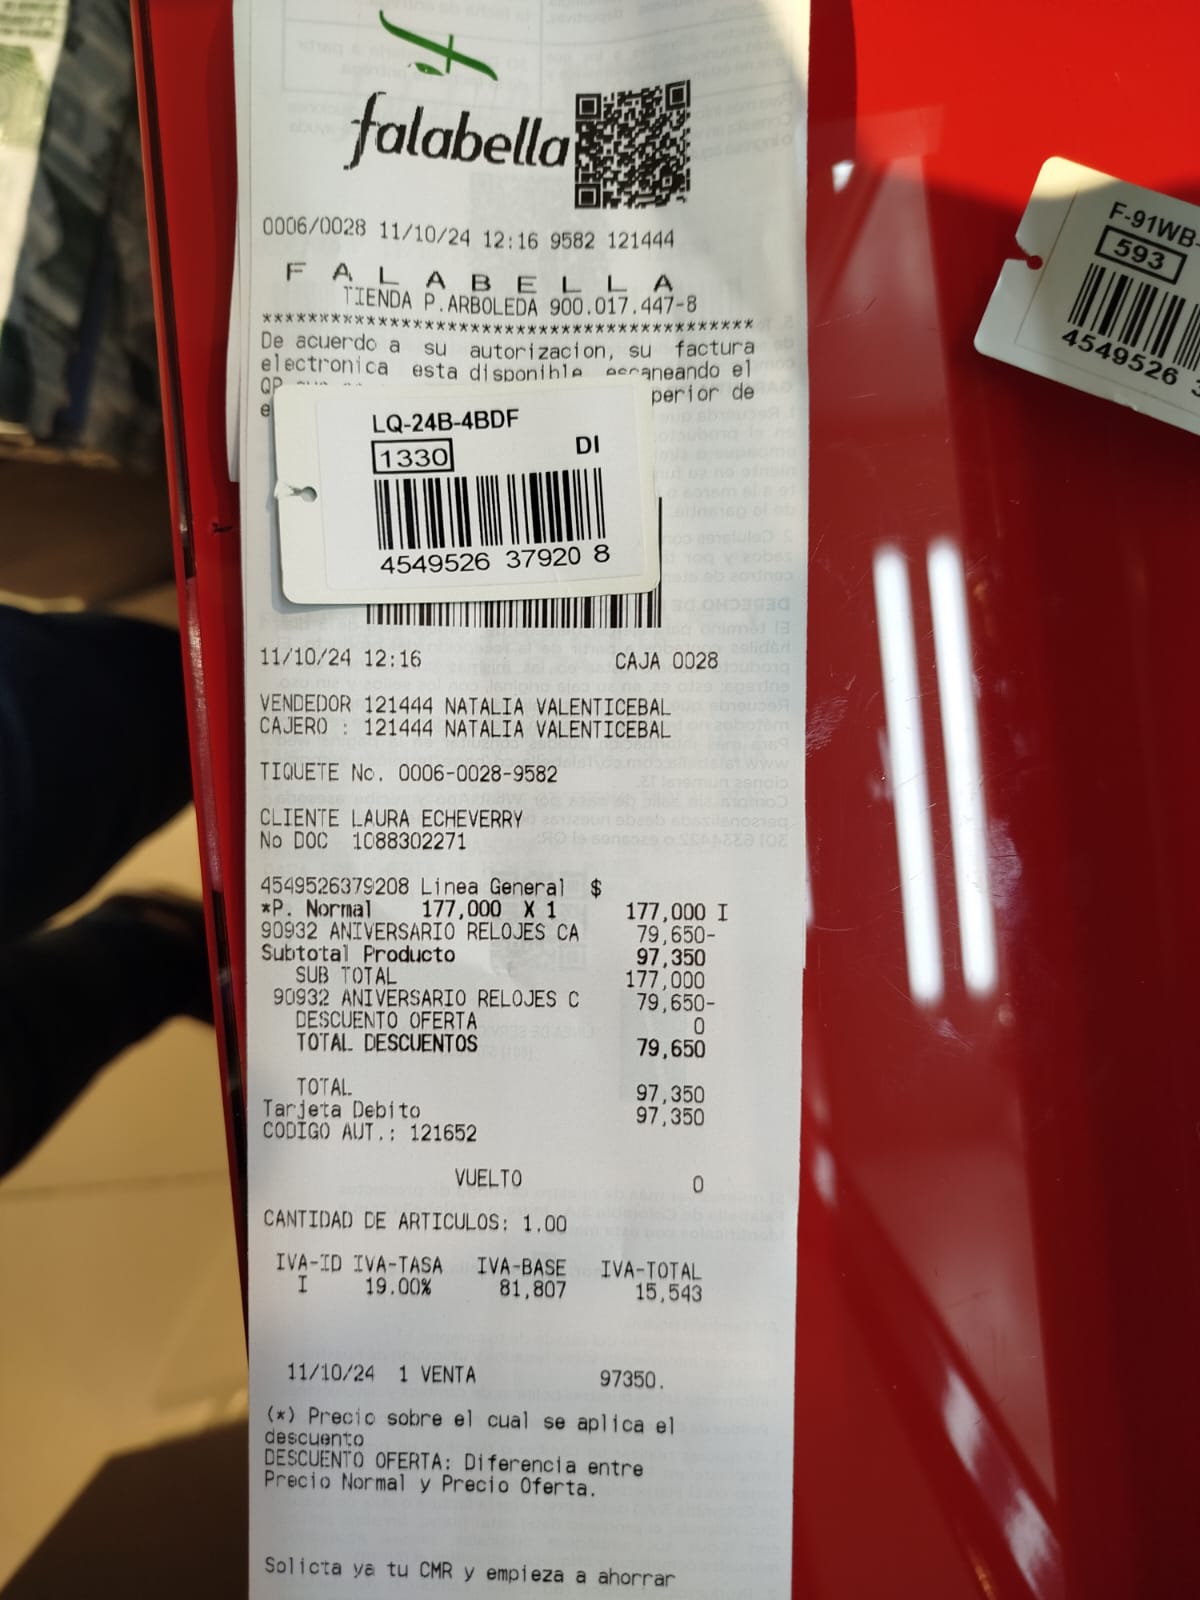 falabella
0006/0028 11/10/24 12:16 9582 121444
F A L A B E L L A
TIENDA P.ARBOLEDA 900.017.447-8
*******************************************
De acuerdo a su autorizacion, su factura
electronica esta disponible escaneando el
perior de
e
LQ-24B-4BDF
1330 DI
4549526 37920 8
11/10/24 12:16 CAJA 0028
VENDEDOR 121444 NATALIA VALENTICEBAL
CAJERO : 121444 NATALIA VALENTICEBAL
TIQUETE No. 0006-0028-9582
CLIENTE LAURA ECHEVERRY
No DOC 1088302271
4549526379208 Linea General $
*P. Normal 177,000 X 1 177,000 I
90932 ANIVERSARIO RELOJES CA 79,650-
Subtotal Producto 97,350
SUB TOTAL 177,000
90932 ANIVERSARIO RELOJES C 79,650-
DESCUENTO OFERTA 0
TOTAL DESCUENTOS 79,650
TOTAL 97,350
Tarjeta Debito 97,350
CODIGO AUT.: 121652
VUELTO 0
CANTIDAD DE ARTICULOS: 1.00
IVA-ID IVA-TASA IVA-BASE IVA-TOTAL
I 19.00% 81,807 15,543
11/10/24 1 VENTA 97350.
(*) Precio sobre el cual se aplica el
descuento
DESCUENTO OFERTA: Diferencia entre
Precio Normal y Precio Oferta.
Solicta ya tu CMR y empieza a ahorrar
F-91WB-
593
4549526